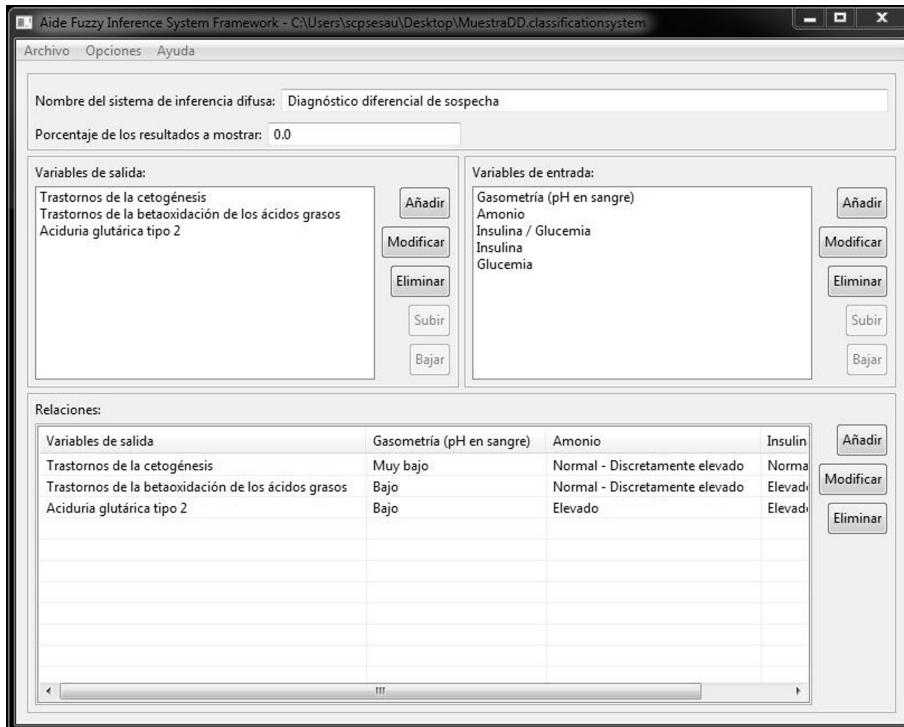 Aide Fuzzy Inference System Framework - C:\Users\scpsesau\Desktop\MuestraDD.classificationsystem
Archivo Opciones Ayuda
Nombre del sistema de inferencia difusa: Diagnóstico diferencial de sospecha
Porcentaje de los resultados a mostrar: 0.0
Variables de salida:
Trastornos de la cetogénesis
Trastornos de la betaoxidación de los ácidos grasos
Aciduria glutárica tipo 2
Añadir
Modificar
Eliminar
Subir
Bajar
Variables de entrada:
Gasometría (pH en sangre)
Amonio
Insulina / Glucemia
Insulina
Glucemia
Añadir
Modificar
Eliminar
Subir
Bajar
Relaciones:
Variables de salida Gasometría (pH en sangre) Amonio Insulin
Trastornos de la cetogénesis Muy bajo Normal - Discretamente elevado Norma
Trastornos de la betaoxidación de los ácidos grasos Bajo Normal - Discretamente elevado Elevad
Aciduria glutárica tipo 2 Bajo Elevado Elevad
Añadir
Modificar
Eliminar